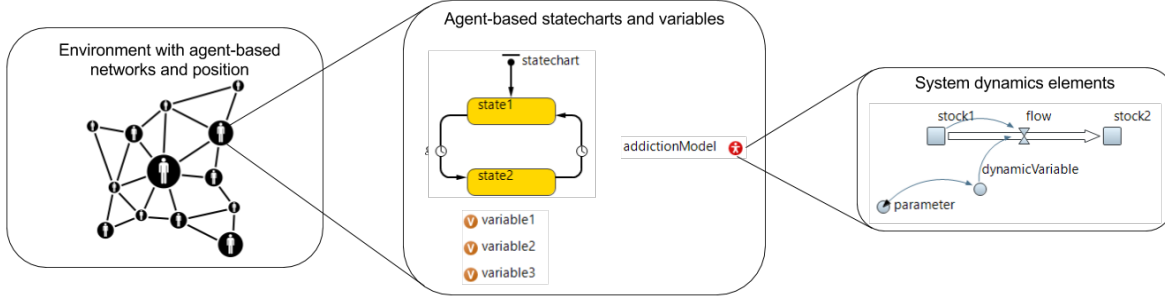 Environment with agent-based
networks and position
Agent-based statecharts and variables
statechart
state1
state2
variable1
variable2
variable3
addictionModel
System dynamics elements
stock1
flow
stock2
dynamicVariable
parameter